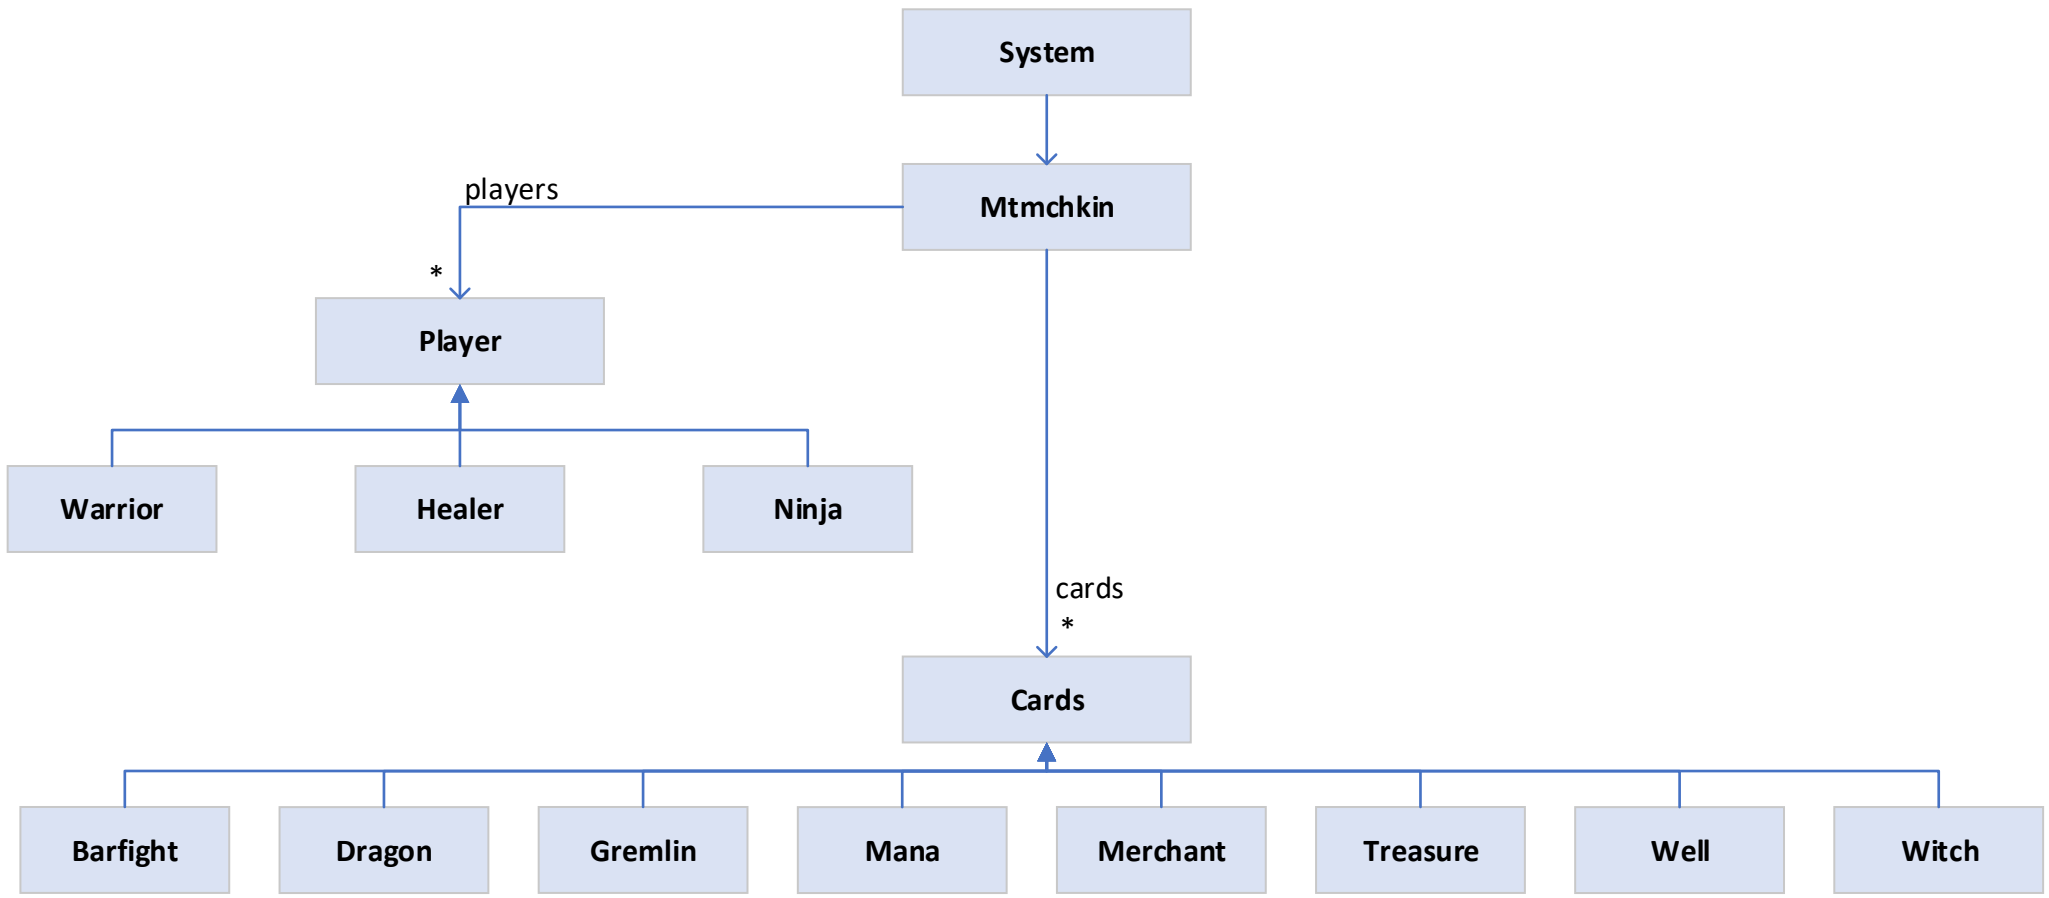 System
players
Mtmchkin
*
Player
Warrior
Healer
Ninja
cards
*
Cards
Barfight
Dragon
Gremlin
Mana
Merchant
Treasure
Well
Witch